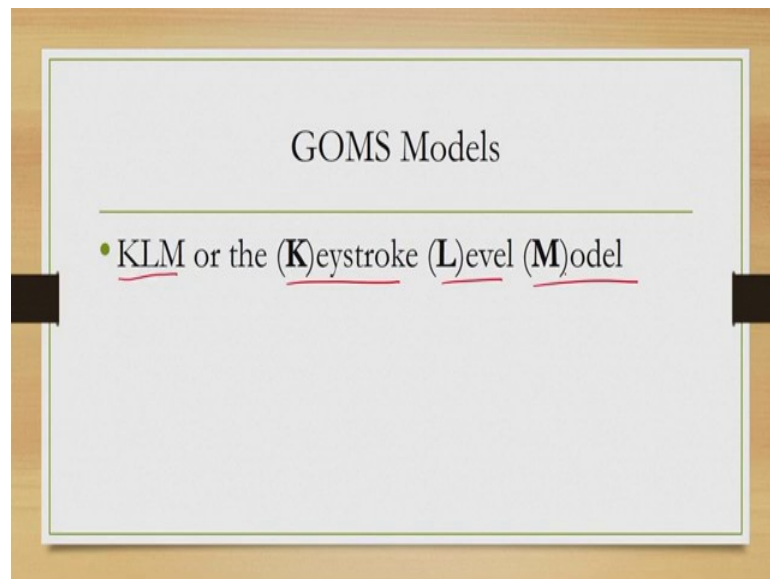 GOMS Models
• KLM or the (K)eystroke (L)evel (M)odel